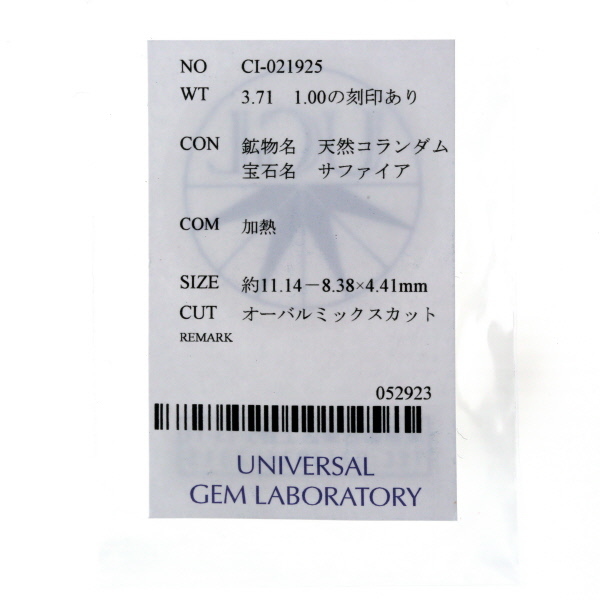 NO CI-021925
WT 3.71 1.00の刻印あり
CON 鉱物名 天然コランダム
宝石名 サファイア
COM 加熱
SIZE 約11.14－8.38×4.41mm
CUT オーバルミックスカット
REMARK
052923
UNIVERSAL
GEM LABORATORY